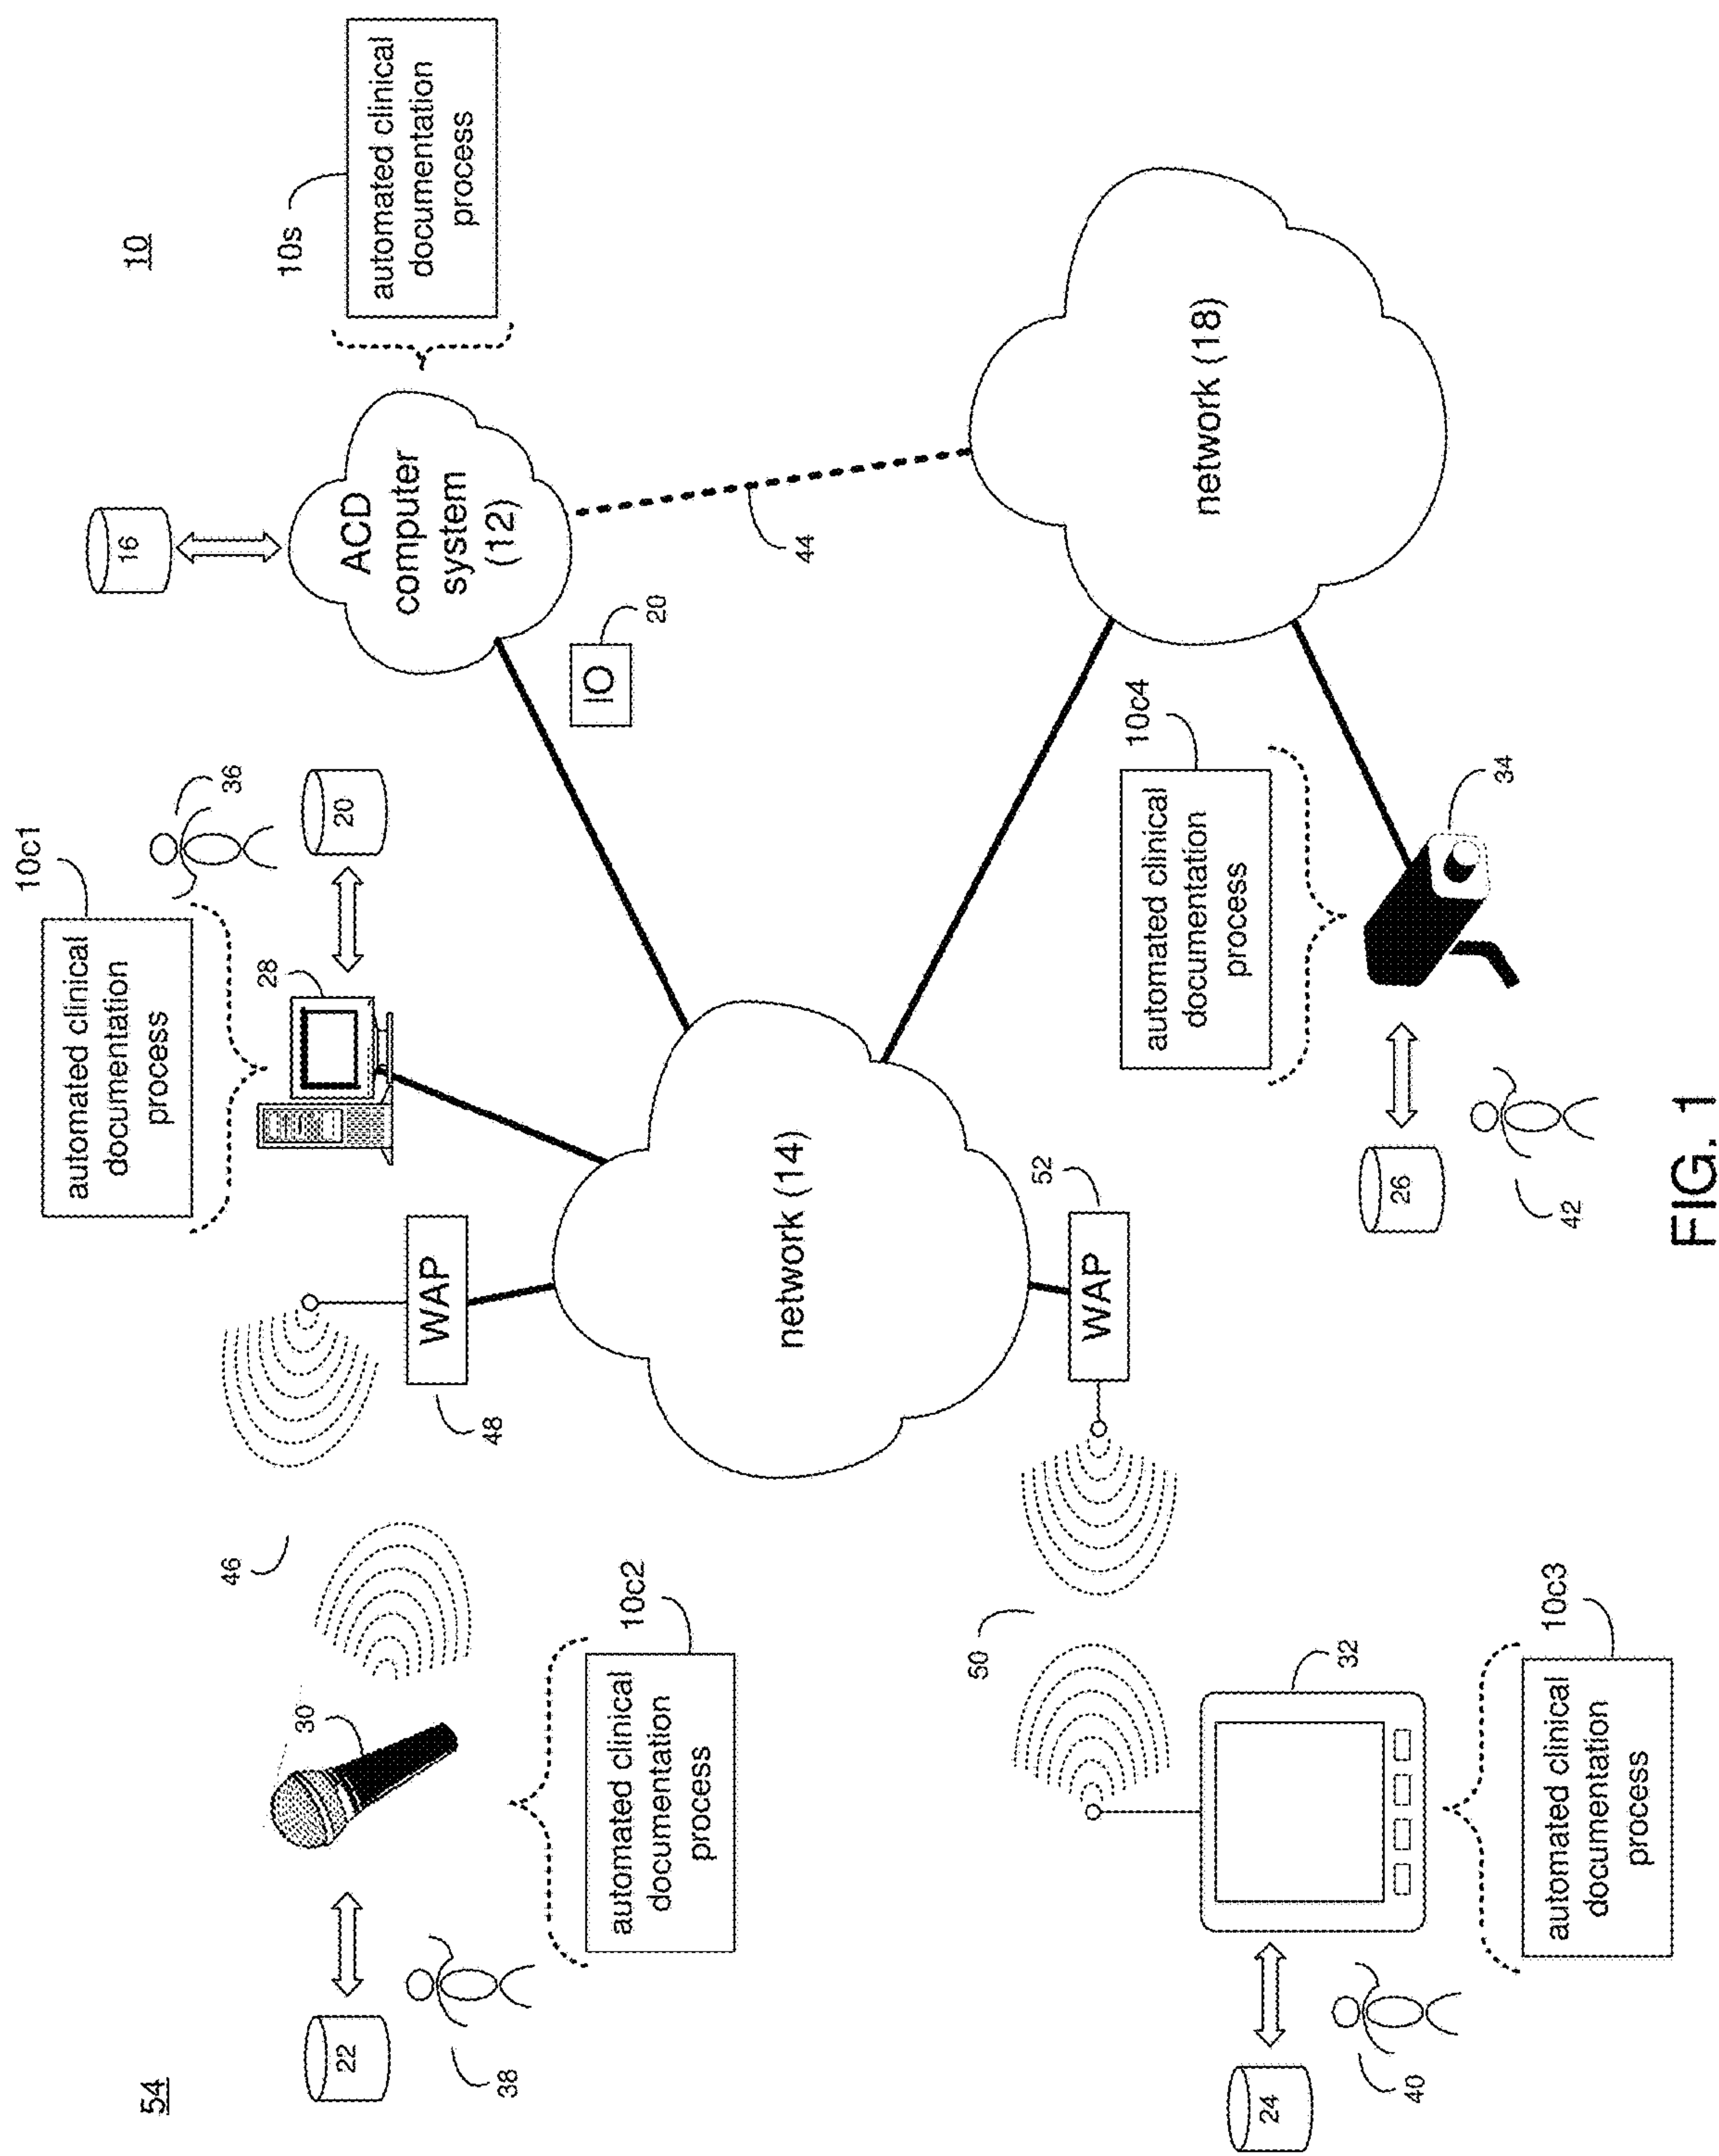 54
10
10c1
automated clinical
documentation
process
16
36
46
28
10s
30
22
20
automated clinical
documentation
process
ACD
computer
system
(12)
WAP
48
38
IO
20
10c2
automated clinical
documentation
process
network (14)
44
50
52
WAP
10c4
automated clinical
documentation
process
network (18)
24
32
26
40
34
10c3
42
automated clinical
documentation
process
FIG. 1